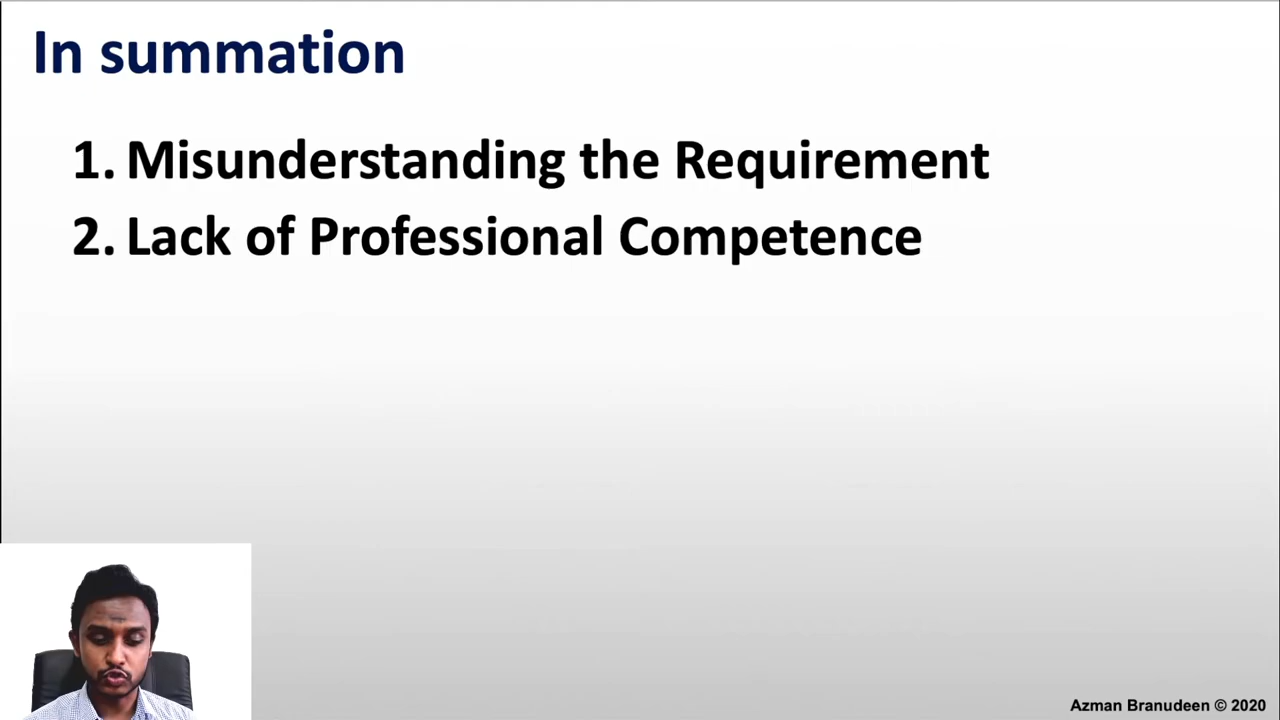 In summation
1. Misunderstanding the Requirement
2. Lack of Professional Competence
Azman Branudeen © 2020